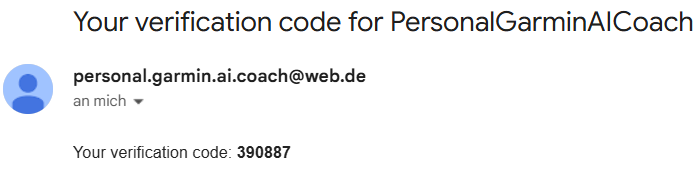 Your verification code for PersonalGarminAICoach
personal.garmin.ai.coach@web.de
an mich
Your verification code: 390887